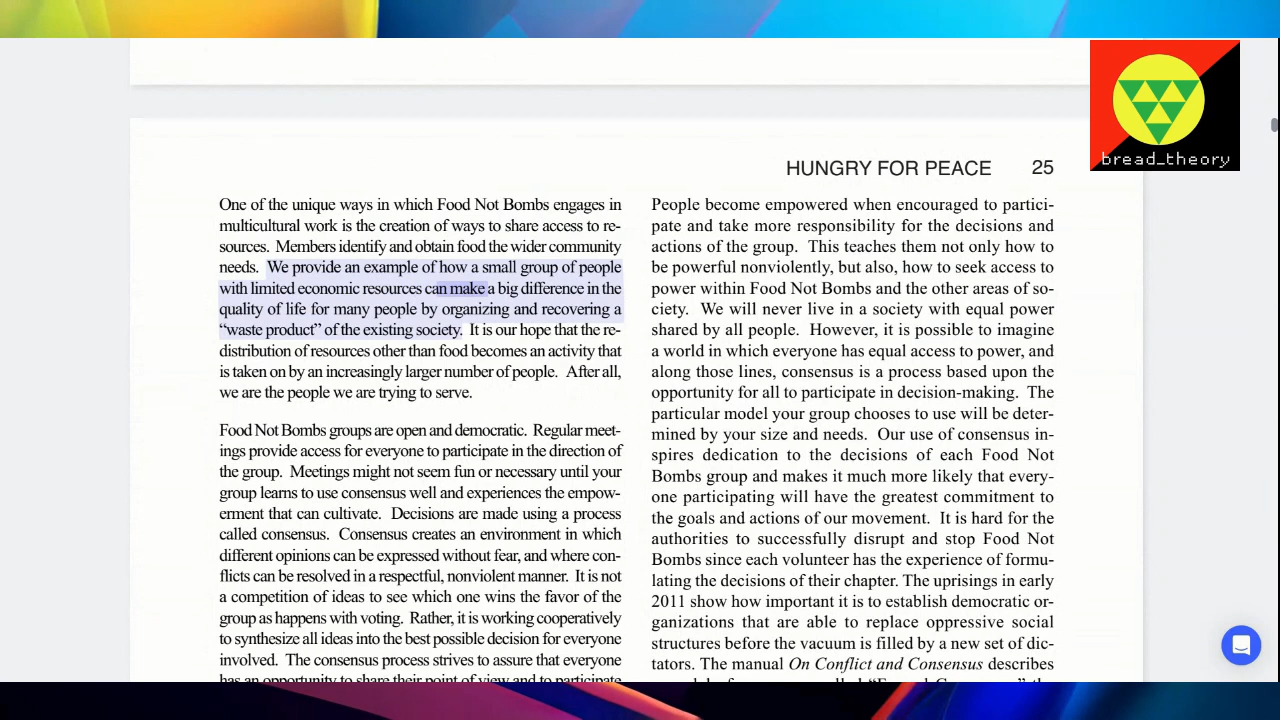 bread_theory
HUNGRY FOR PEACE 25
One of the unique ways in which Food Not Bombs engages in
multicultural work is the creation of ways to share access to re-
sources. Members identify and obtain food the wider community
needs. We provide an example of how a small group of people
with limited economic resources can make a big difference in the
quality of life for many people by organizing and recovering a
“waste product” of the existing society. It is our hope that the re-
distribution of resources other than food becomes an activity that
is taken on by an increasingly larger number of people. After all,
we are the people we are trying to serve.
Food Not Bombs groups are open and democratic. Regular meet-
ings provide access for everyone to participate in the direction of
the group. Meetings might not seem fun or necessary until your
group learns to use consensus well and experiences the empow-
erment that can cultivate. Decisions are made using a process
called consensus. Consensus creates an environment in which
different opinions can be expressed without fear, and where con-
flicts can be resolved in a respectful, nonviolent manner. It is not
a competition of ideas to see which one wins the favor of the
group as happens with voting. Rather, it is working cooperatively
to synthesize all ideas into the best possible decision for everyone
involved. The consensus process strives to assure that everyone
has an opportunity to share their point of view and to participate
People become empowered when encouraged to partici-
pate and take more responsibility for the decisions and
actions of the group. This teaches them not only how to
be powerful nonviolently, but also, how to seek access to
power within Food Not Bombs and the other areas of so-
ciety. We will never live in a society with equal power
shared by all people. However, it is possible to imagine
a world in which everyone has equal access to power, and
along those lines, consensus is a process based upon the
opportunity for all to participate in decision-making. The
particular model your group chooses to use will be deter-
mined by your size and needs. Our use of consensus in-
spires dedication to the decisions of each Food Not
Bombs group and makes it much more likely that every-
one participating will have the greatest commitment to
the goals and actions of our movement. It is hard for the
authorities to successfully disrupt and stop Food Not
Bombs since each volunteer has the experience of formu-
lating the decisions of their chapter. The uprisings in early
2011 show how important it is to establish democratic or-
ganizations that are able to replace oppressive social
structures before the vacuum is filled by a new set of dic-
tators. The manual On Conflict and Consensus describes